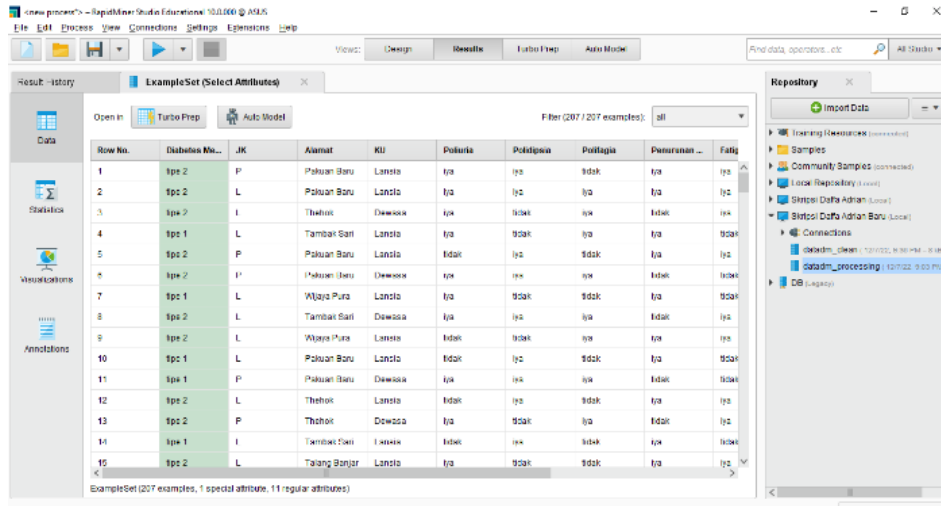 <new process*> – RapidMiner Studio Educational 10.0.000 @ ASUS
File Edit Process View Connections Settings Extensions Help
Views: Design Results Turbo Prep Auto Model Find data, operators...etc All Studio
Result History ExampleSet (Select Attributes) Repository
Open in Turbo Prep Auto Model Filter (207 / 207 examples): all Import Data
Data
Statistics
Visualizations
Annotations
Row No. Diabetes Me... JK Alamat KU Poliuria Polidipsia Polifagia Penurunan ... Fatig
1 tipe 2 P Pakuan Baru Lansia iya iya tidak iya iya
2 tipe 2 L Pakuan Baru Lansia iya iya iya iya iya
3 tipe 2 L Thehok Dewasa iya tidak iya tidak iya
4 tipe 1 L Tambak Sari Lansia iya tidak iya iya tidak
5 tipe 2 P Pakuan Baru Lansia tidak iya tidak iya iya
6 tipe 2 P Pakuan Baru Dewasa iya iya iya tidak tidak
7 tipe 1 L Wijaya Pura Lansia iya tidak tidak iya tidak
8 tipe 2 L Tambak Sari Dewasa iya iya iya tidak iya
9 tipe 2 L Wijaya Pura Lansia tidak tidak tidak iya iya
10 tipe 1 L Pakuan Baru Lansia tidak iya tidak iya tidak
11 tipe 1 P Pakuan Baru Dewasa iya iya iya tidak tidak
12 tipe 2 L Thehok Lansia tidak iya tidak iya iya
13 tipe 2 P Thehok Dewasa iya tidak tidak iya iya
14 tipe 1 L Tambak Sari Lansia tidak iya tidak iya tidak
15 tipe 2 L Talang Banjar Lansia iya tidak tidak iya iya
ExampleSet (207 examples, 1 special attribute, 11 regular attributes)
Training Resources (connected)
Samples
Community Samples (connected)
Local Repository (Local)
Skripsi Daffa Adrian (Local)
Skripsi Daffa Adrian Baru (Local)
Connections
datadm_clean
datadm_processing
DB (Legacy)